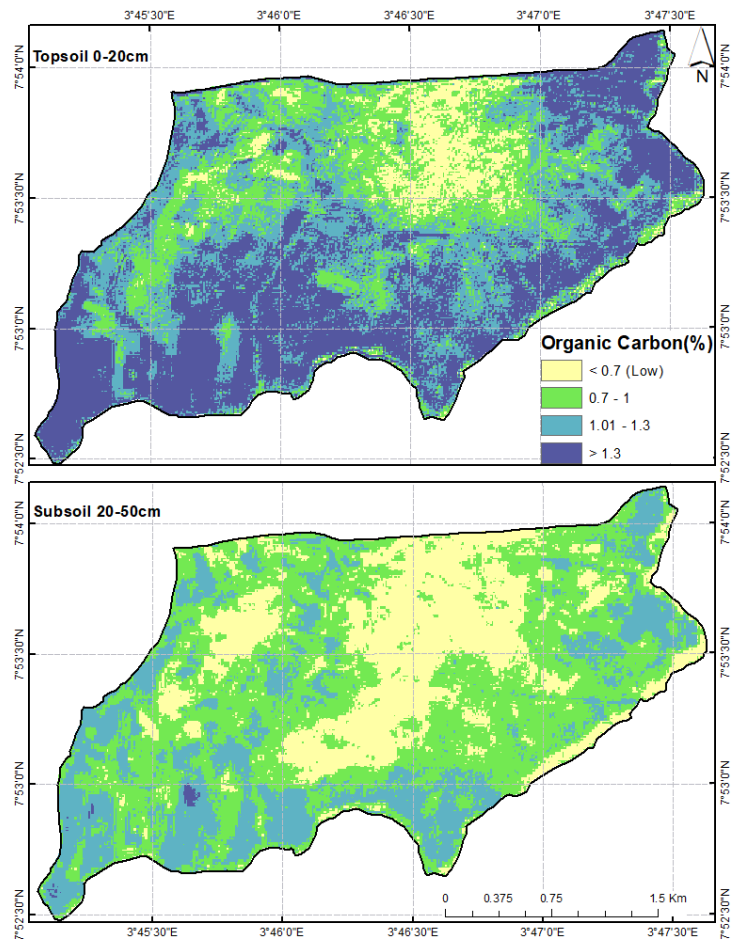 3°45'30"E 3°46'0"E 3°46'30"E 3°47'0"E 3°47'30"E
Topsoil 0-20cm
N
7°54'0"N 7°54'0"N
7°53'30"N 7°53'30"N
7°53'0"N 7°53'0"N
Organic Carbon(%)
< 0.7 (Low)
0.7 - 1
1.01 - 1.3
> 1.3
7°52'30"N 7°52'30"N
Subsoil 20-50cm
7°54'0"N 7°54'0"N
7°53'30"N 7°53'30"N
7°53'0"N 7°53'0"N
0 0.375 0.75 1.5 Km
7°52'30"N 7°52'30"N
3°45'30"E 3°46'0"E 3°46'30"E 3°47'0"E 3°47'30"E